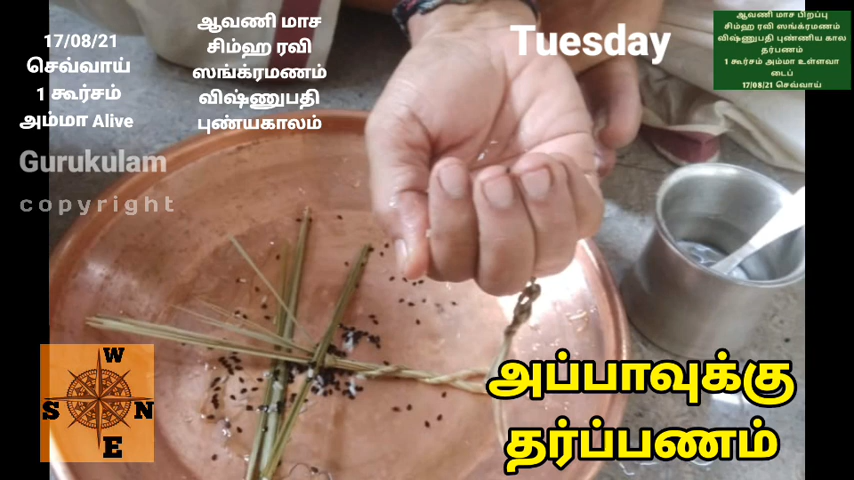 17/08/21
செவ்வாய்
1 கூர்சம்
அம்மா Alive
ஆவணி மாச
சிம்ஹ ரவி
ஸங்க்ரமணம்
விஷ்ணுபதி
புண்யகாலம்
Tuesday
ஆவணி மாச பிறப்பு
சிம்ஹ ரவி ஸங்க்ரமணம்
விஷ்ணுபதி புண்ணிய கால
தர்பணம்
1 கூர்சம் அம்மா உள்ளவா
டைப்
17/08/21 செவ்வாய்
Gurukulam
copyright
W
S N
E
அப்பாவுக்கு
தர்ப்பணம்